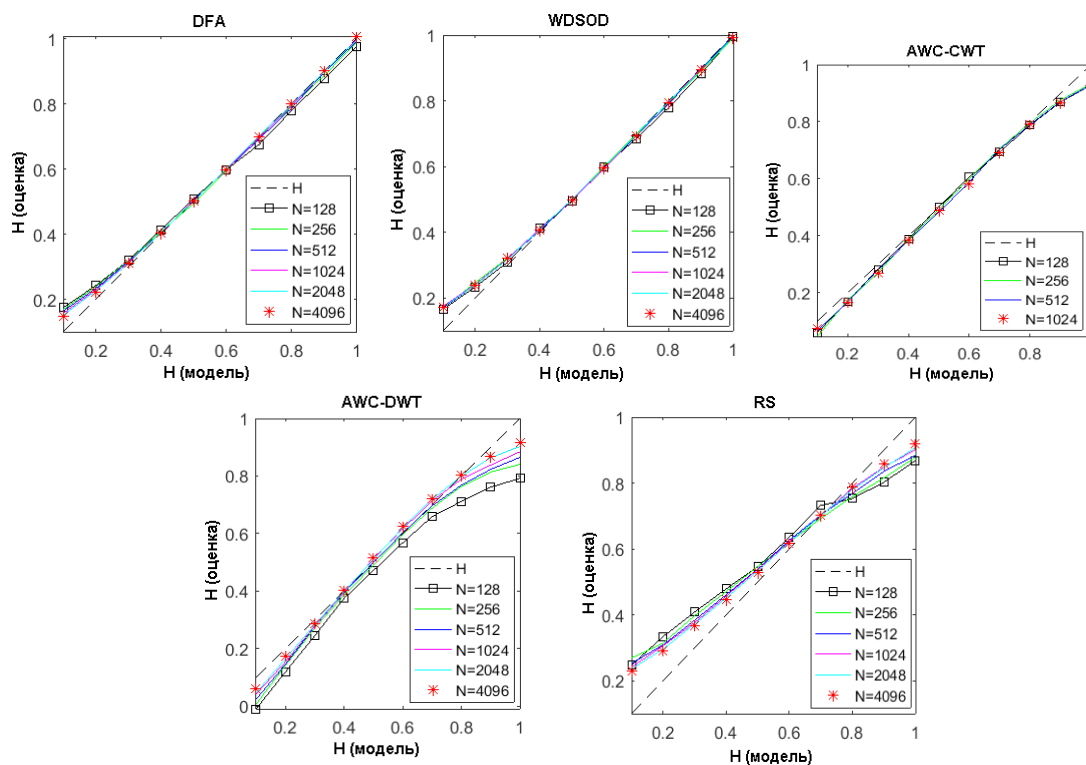 DFA
1
0.8
0.6
0.4
0.2
0.2
0.4
0.6
0.8
1
H (оценка)
H (модель)
H
N=128
N=256
N=512
N=1024
N=2048
N=4096
WDSOD
1
0.8
0.6
0.4
0.2
0.2
0.4
0.6
0.8
1
H (оценка)
H (модель)
H
N=128
N=256
N=512
N=1024
N=2048
N=4096
AWC-CWT
1
0.8
0.6
0.4
0.2
0.2
0.4
0.6
0.8
H (оценка)
H (модель)
H
N=128
N=256
N=512
N=1024
AWC-DWT
1
0.8
0.6
0.4
0.2
0
0.2
0.4
0.6
0.8
1
H (оценка)
H (модель)
H
N=128
N=256
N=512
N=1024
N=2048
N=4096
RS
1
0.8
0.6
0.4
0.2
0.2
0.4
0.6
0.8
1
H (оценка)
H (модель)
H
N=128
N=256
N=512
N=1024
N=2048
N=4096